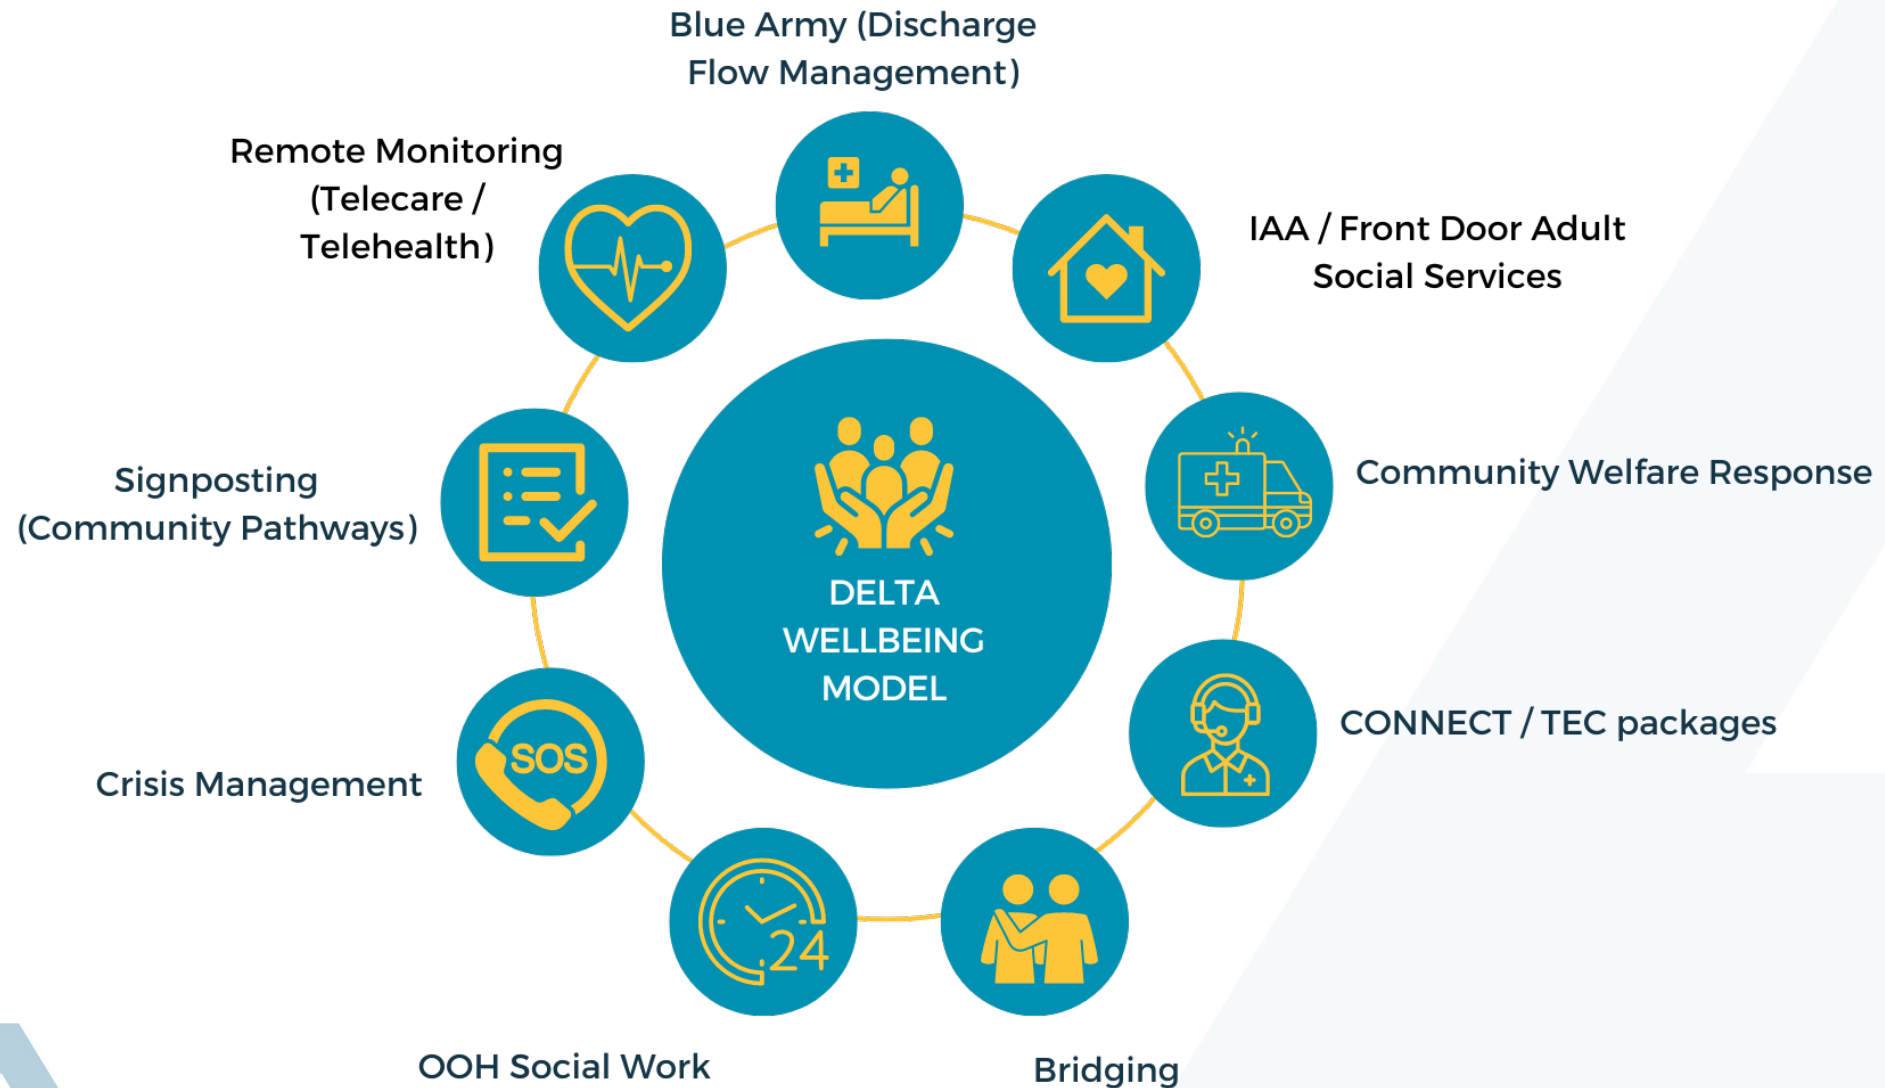 Blue Army (Discharge
Flow Management)
Remote Monitoring
(Telecare /
Telehealth)
IAA / Front Door Adult
Social Services
Signposting
(Community Pathways)
Community Welfare Response
DELTA
WELLBEING
MODEL
CONNECT / TEC packages
SOS
Crisis Management
24
OOH Social Work
Bridging